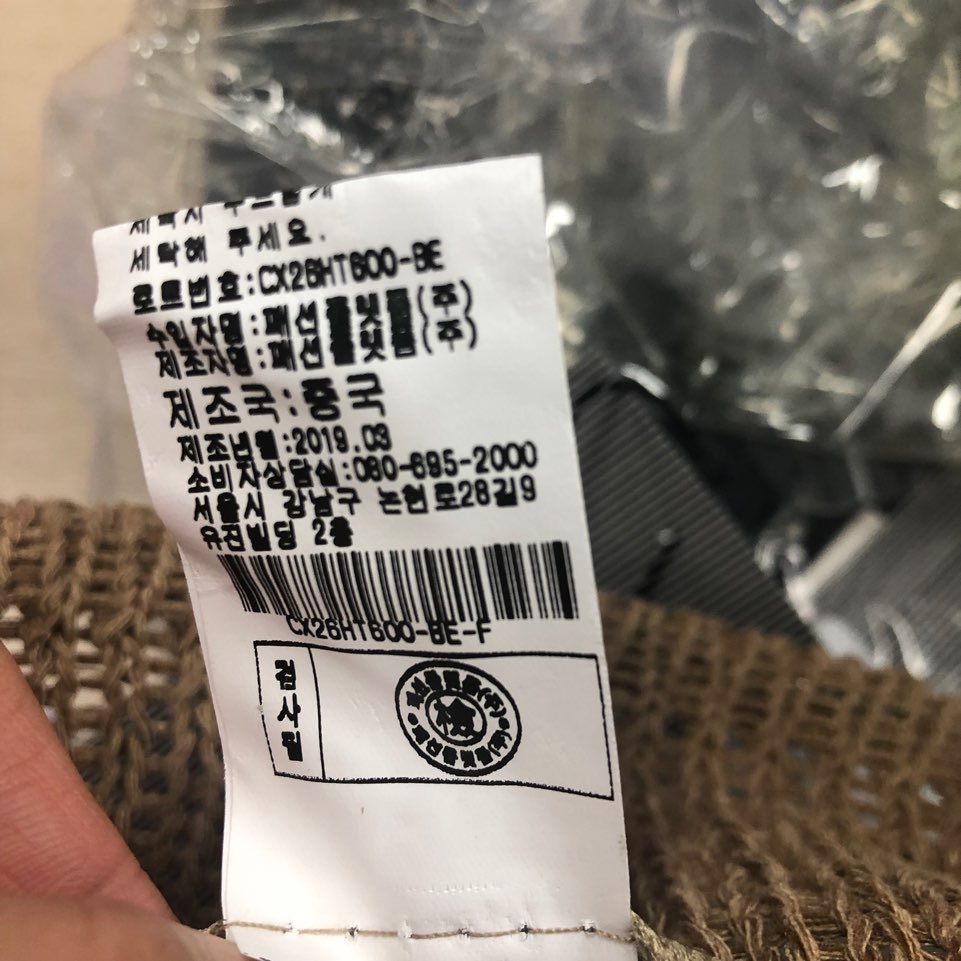 세탁해 주세요.
로트번호:CX26HT600-BE
수입자명:패션플랫폼(주)
제조자명:패션플랫폼(주)
제조국:중국
제조년월:2019.03
소비자상담실:080-695-2000
서울시 강남구 논현로28길9
유진빌딩 2층
CX26HT600-BE-F
검사필